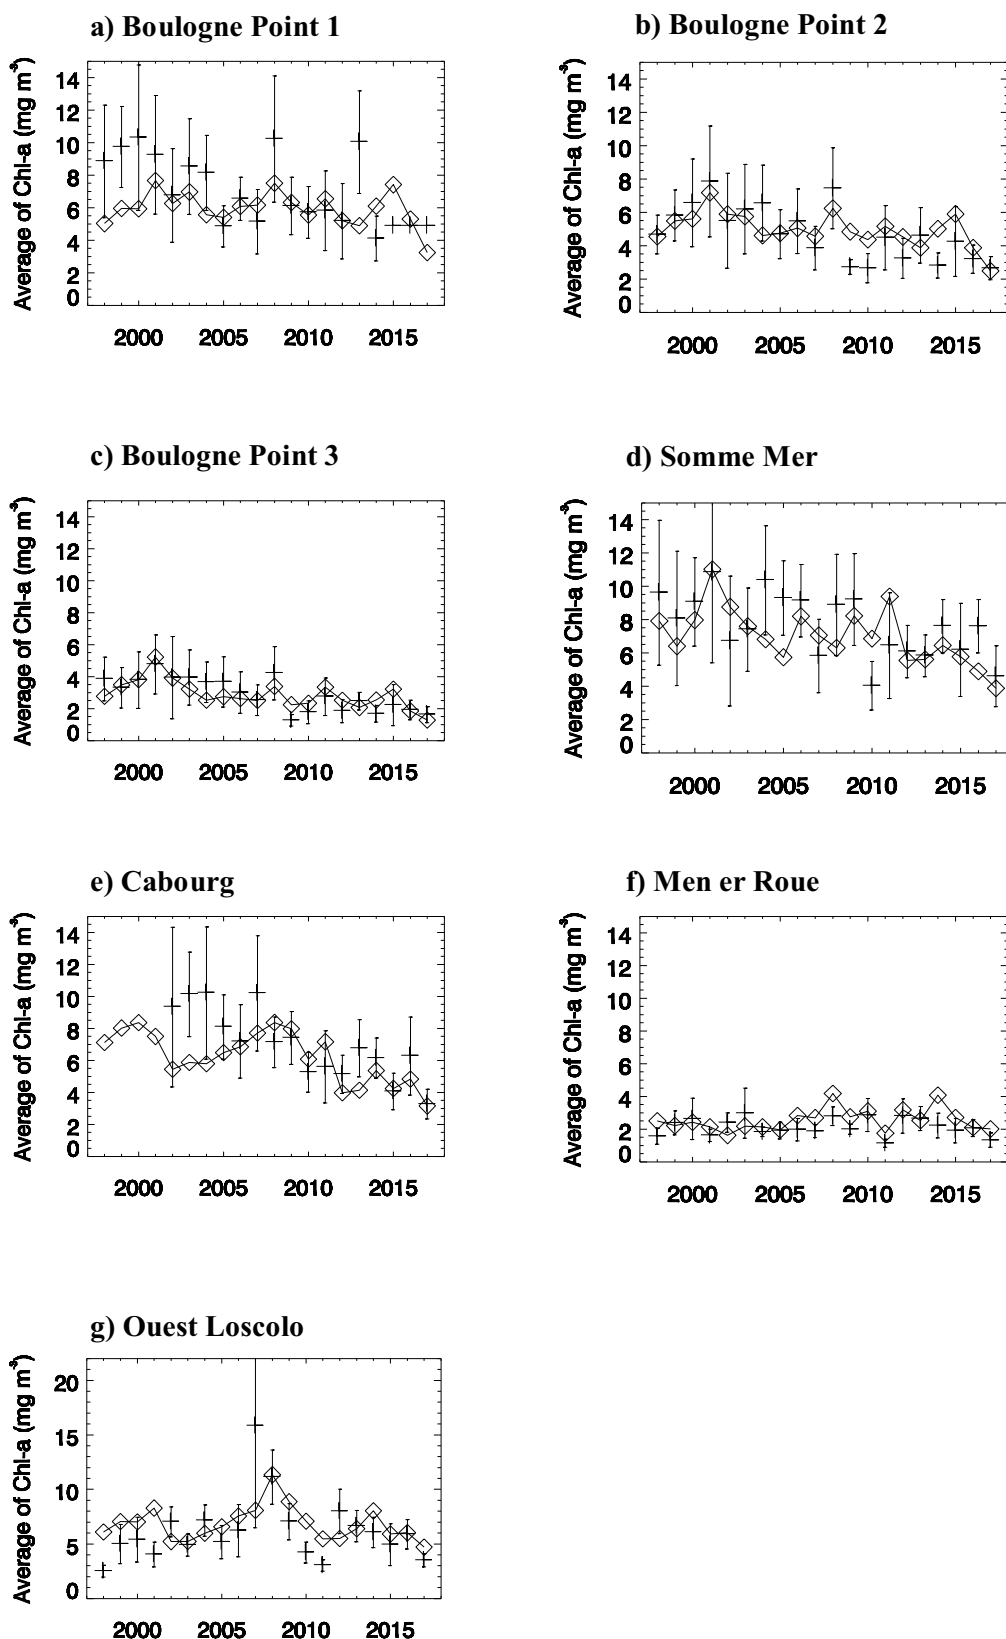 a) Boulogne Point 1
Average of Chl-a (mg m⁻³)
14
12
10
8
6
4
2
0
2000 2005 2010 2015
b) Boulogne Point 2
Average of Chl-a (mg m⁻³)
14
12
10
8
6
4
2
0
2000 2005 2010 2015
c) Boulogne Point 3
Average of Chl-a (mg m⁻³)
14
12
10
8
6
4
2
0
2000 2005 2010 2015
d) Somme Mer
Average of Chl-a (mg m⁻³)
14
12
10
8
6
4
2
0
2000 2005 2010 2015
e) Cabourg
Average of Chl-a (mg m⁻³)
14
12
10
8
6
4
2
0
2000 2005 2010 2015
f) Men er Roue
Average of Chl-a (mg m⁻³)
14
12
10
8
6
4
2
0
2000 2005 2010 2015
g) Ouest Loscolo
Average of Chl-a (mg m⁻³)
20
15
10
5
0
2000 2005 2010 2015